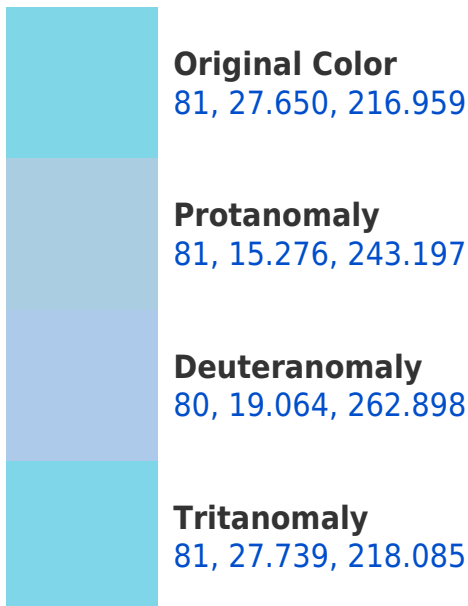 Original Color
81, 27.650, 216.959
Protanomaly
81, 15.276, 243.197
Deuteranomaly
80, 19.064, 262.898
Tritanomaly
81, 27.739, 218.085